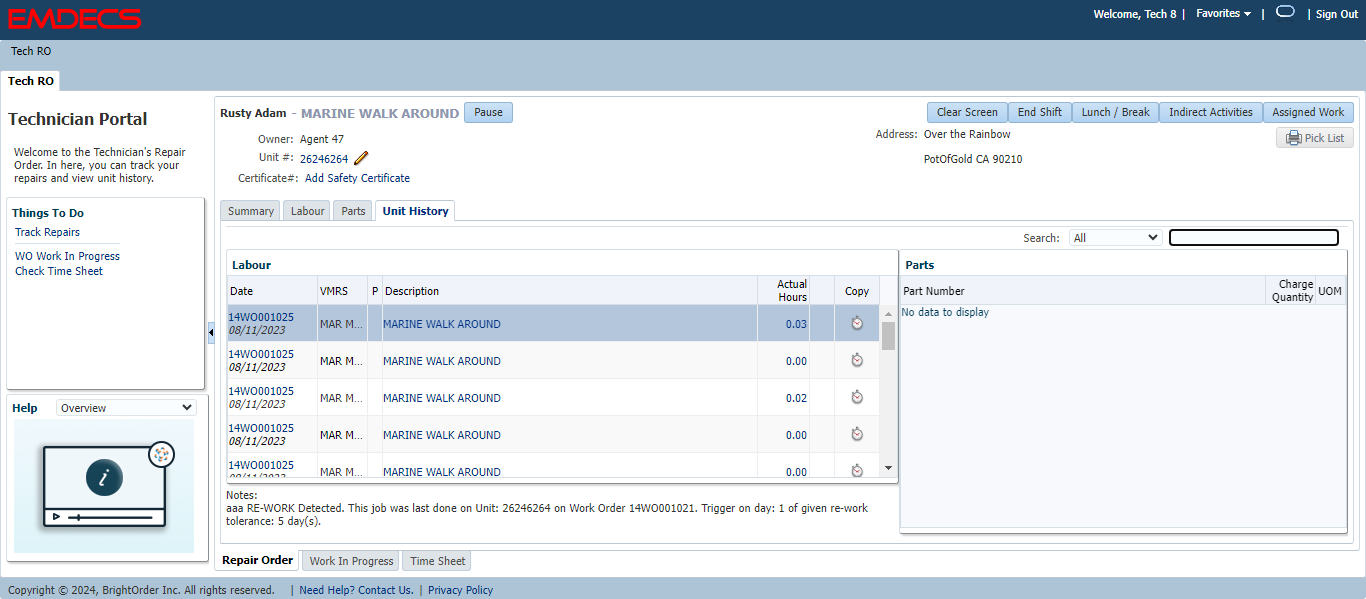 EMDECS
Welcome, Tech 8 | Favorites | | Sign Out
Tech RO
Tech RO
Technician Portal
Welcome to the Technician's Repair
Order. In here, you can track your
repairs and view unit history.
Things To Do
Track Repairs
WO Work In Progress
Check Time Sheet
Help Overview
i
Rusty Adam - MARINE WALK AROUND Pause
Clear Screen End Shift Lunch / Break Indirect Activities Assigned Work
Owner: Agent 47
Unit #: 26246264
Certificate#: Add Safety Certificate
Address: Over the Rainbow
PotOfGold CA 90210
Pick List
Summary Labour Parts Unit History
Search: All
Labour
Date VMRS P Description Actual Hours Copy
14WO001025 MAR M... MARINE WALK AROUND 0.03
08/11/2023
14WO001025 MAR M... MARINE WALK AROUND 0.00
08/11/2023
14WO001025 MAR M... MARINE WALK AROUND 0.02
08/11/2023
14WO001025 MAR M... MARINE WALK AROUND 0.00
08/11/2023
14WO001025 MAR M... MARINE WALK AROUND 0.00
08/11/2023
Parts
Part Number Charge Quantity UOM
No data to display
Notes:
aaa RE-WORK Detected. This job was last done on Unit: 26246264 on Work Order 14WO001021. Trigger on day: 1 of given re-work
tolerance: 5 day(s).
Repair Order Work In Progress Time Sheet
Copyright © 2024, BrightOrder Inc. All rights reserved. | Need Help? Contact Us. | Privacy Policy